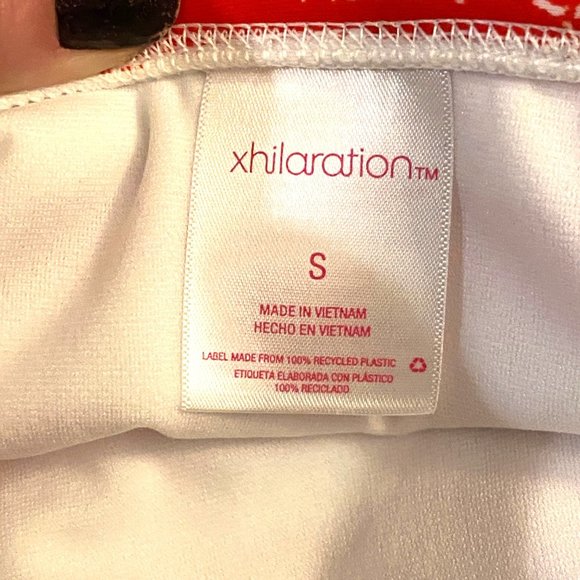 xhilaration™
S
MADE IN VIETNAM
HECHO EN VIETNAM
LABEL MADE FROM 100% RECYCLED PLASTIC
ETIQUETA ELABORADA CON PLÁSTICO
100% RECICLADO